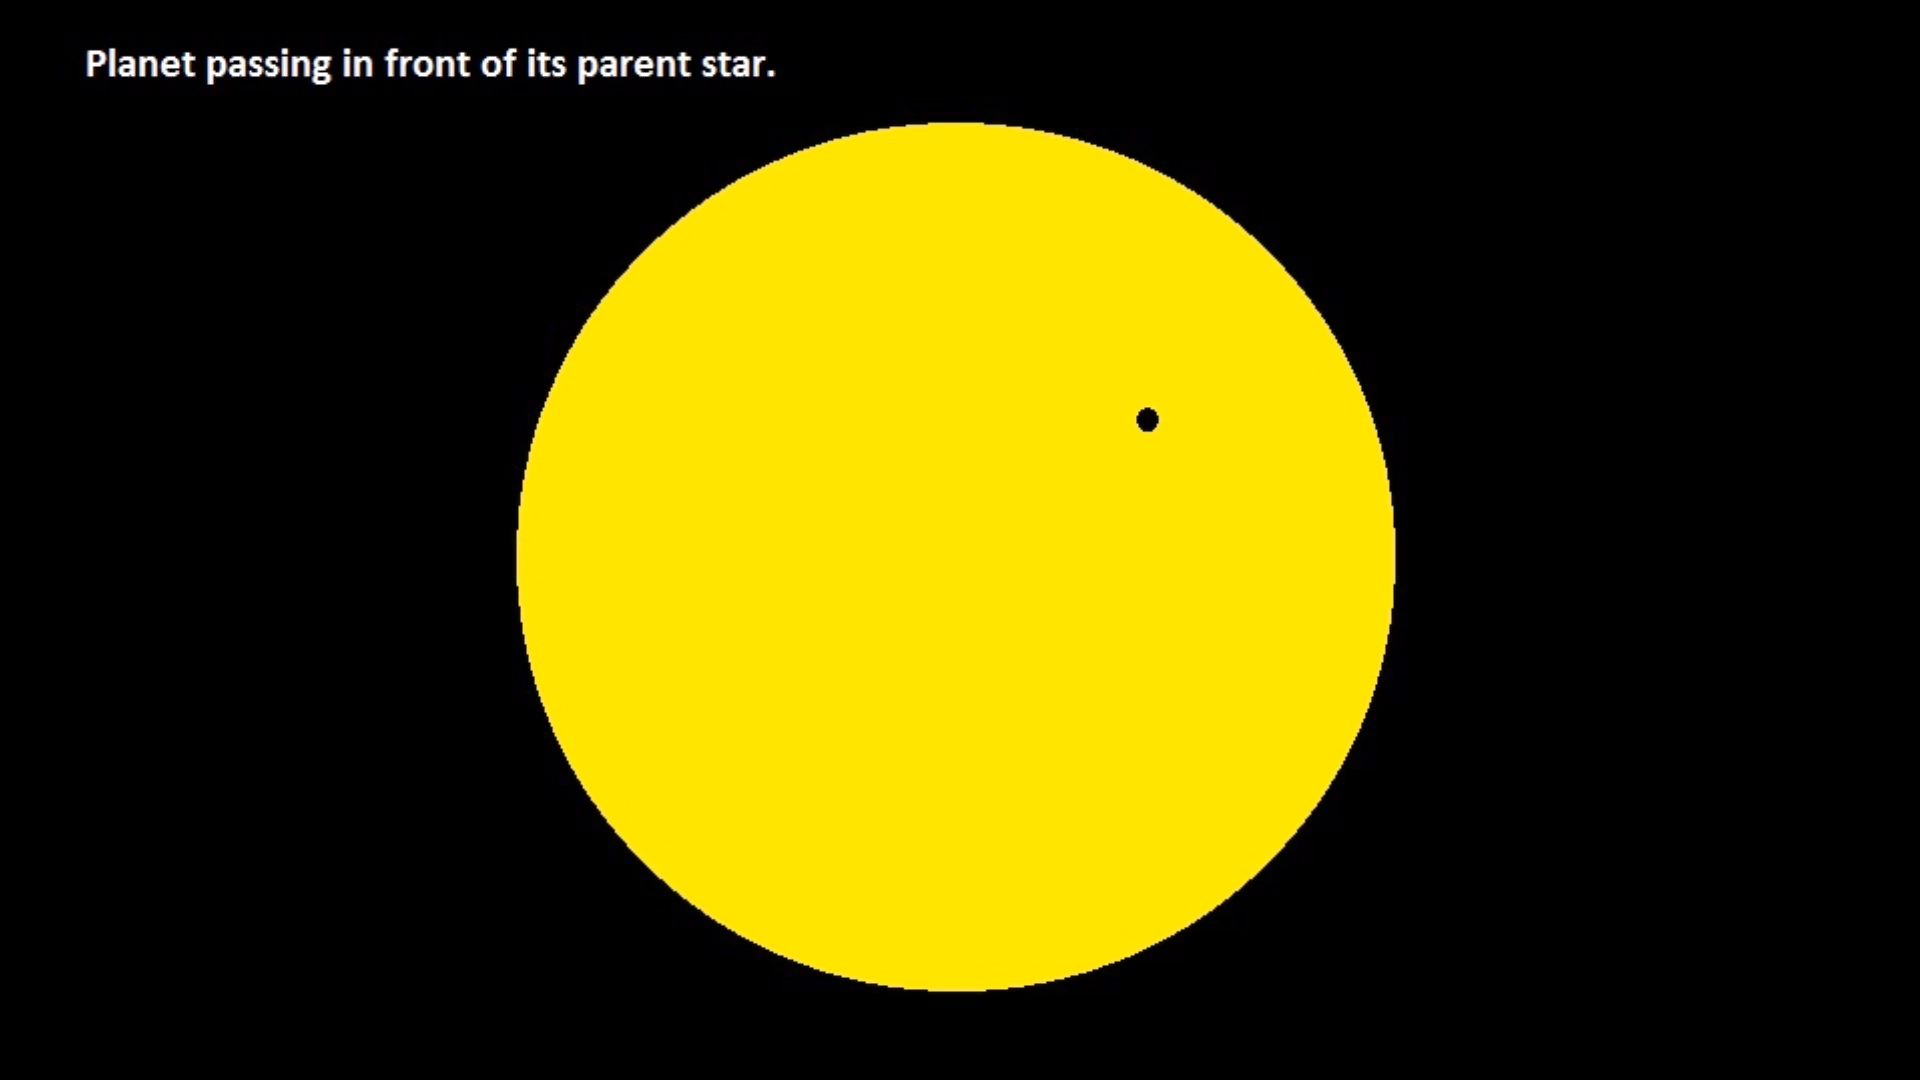 Planet passing in front of its parent star.